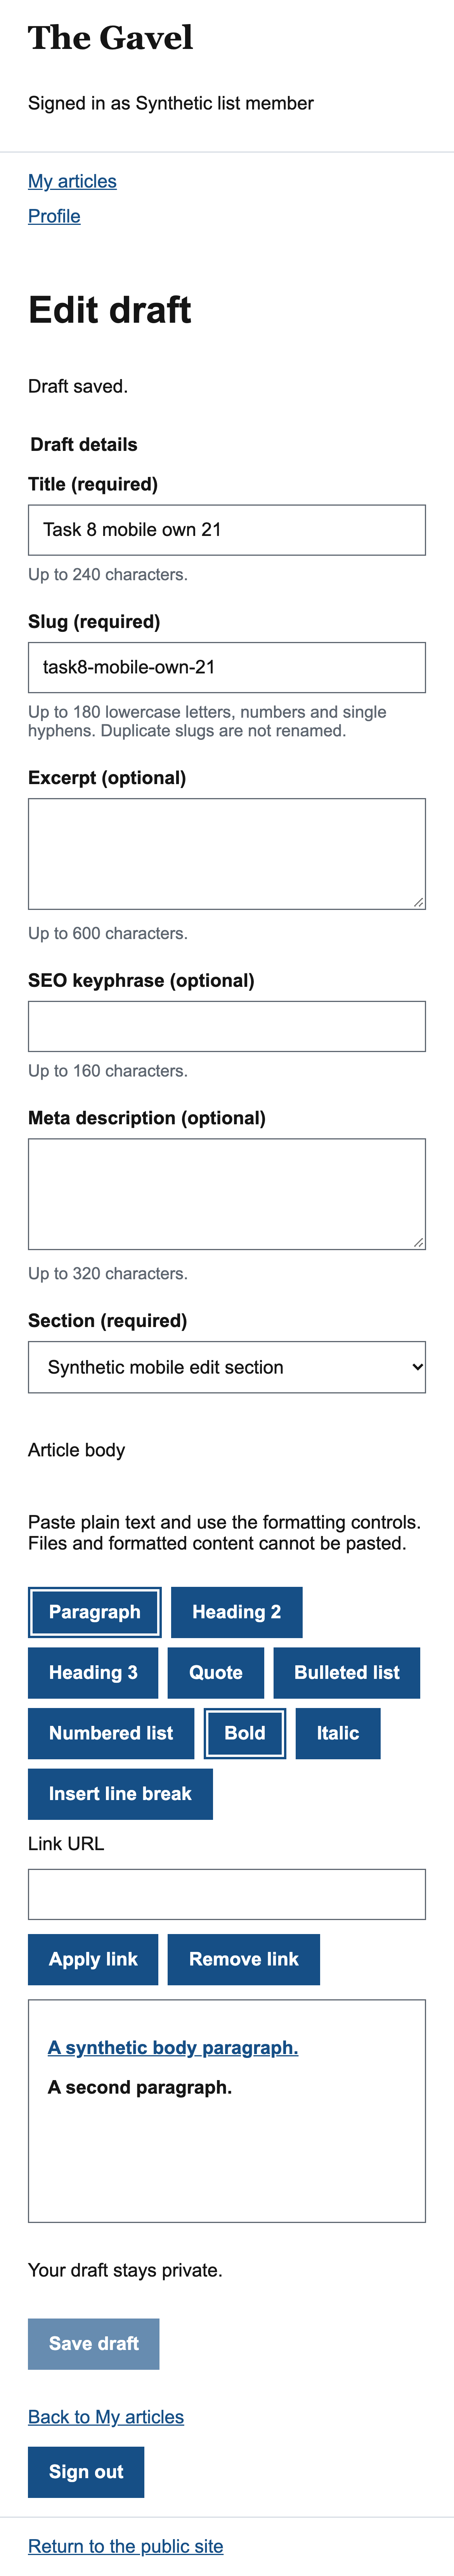 The Gavel
Signed in as Synthetic list member
My articles
Profile
Edit draft
Draft saved.
Draft details
Title (required)
Task 8 mobile own 21
Up to 240 characters.
Slug (required)
task8-mobile-own-21
Up to 180 lowercase letters, numbers and single
hyphens. Duplicate slugs are not renamed.
Excerpt (optional)
Up to 600 characters.
SEO keyphrase (optional)
Up to 160 characters.
Meta description (optional)
Up to 320 characters.
Section (required)
Synthetic mobile edit section
Article body
Paste plain text and use the formatting controls.
Files and formatted content cannot be pasted.
Paragraph Heading 2
Heading 3 Quote Bulleted list
Numbered list Bold Italic
Insert line break
Link URL
Apply link Remove link
A synthetic body paragraph.
A second paragraph.
Your draft stays private.
Save draft
Back to My articles
Sign out
Return to the public site